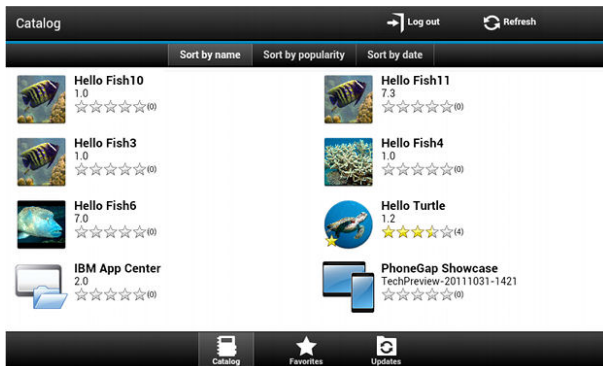 Catalog
Log out
Refresh
Sort by name
Sort by popularity
Sort by date
Hello Fish10
1.0
(0)
Hello Fish11
7.3
(0)
Hello Fish3
1.0
(0)
Hello Fish4
1.0
(0)
Hello Fish6
7.0
(0)
Hello Turtle
1.2
(4)
IBM App Center
2.0
(0)
PhoneGap Showcase
TechPreview-20111031-1421
(0)
Catalog
Favorites
Updates